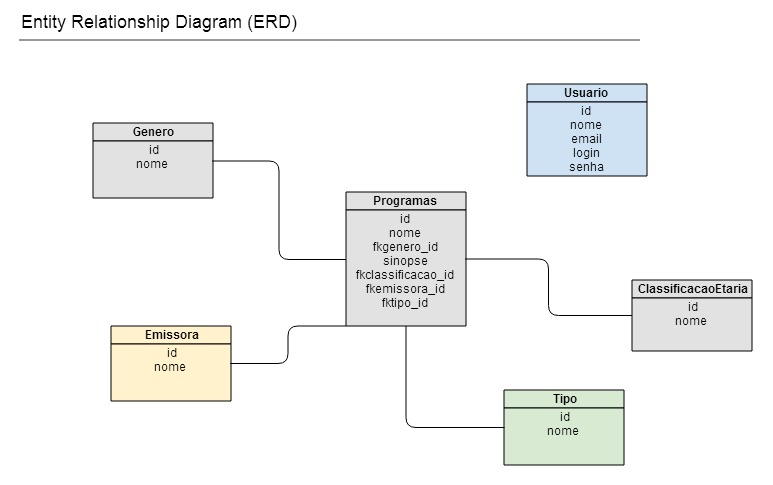 Entity Relationship Diagram (ERD)
Usuario
id
nome
email
login
senha
Genero
id
nome
Programas
id
nome
fkgenero_id
sinopse
fkclassificacao_id
fkemissora_id
fktipo_id
ClassificacaoEtaria
id
nome
Emissora
id
nome
Tipo
id
nome